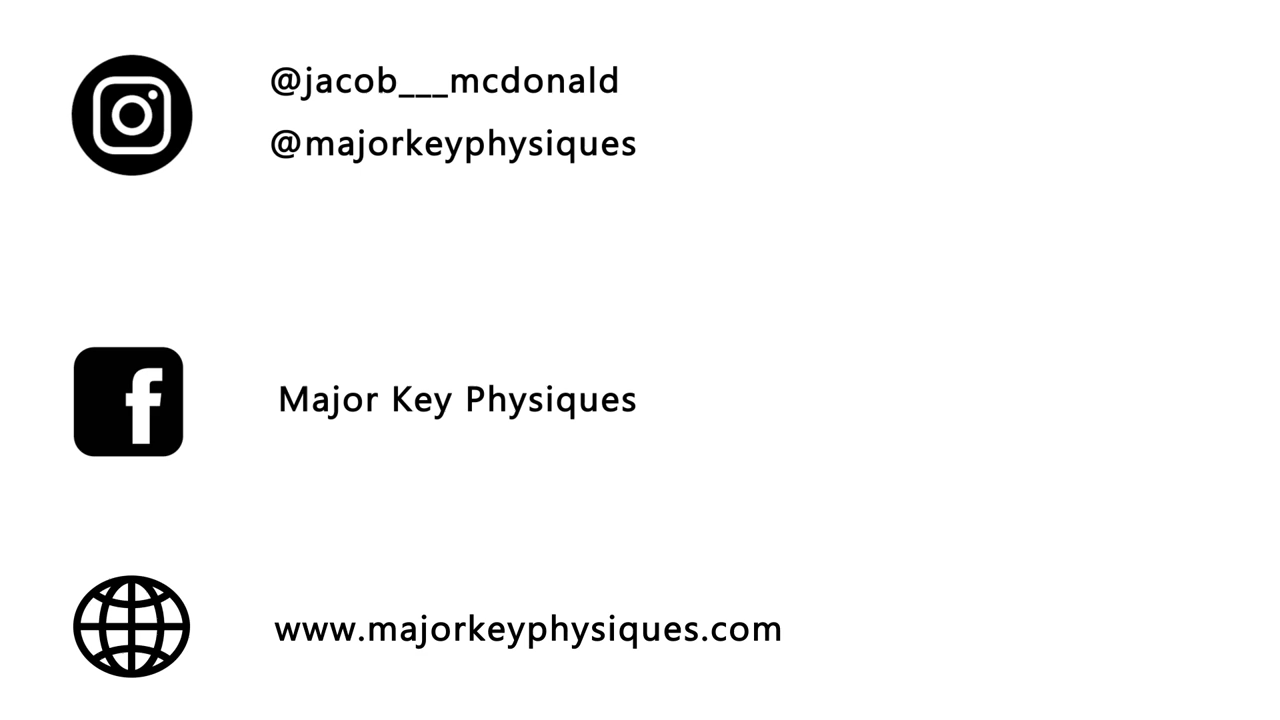 @jacob___mcdonald
@majorkeyphysiques
Major Key Physiques
www.majorkeyphysiques.com